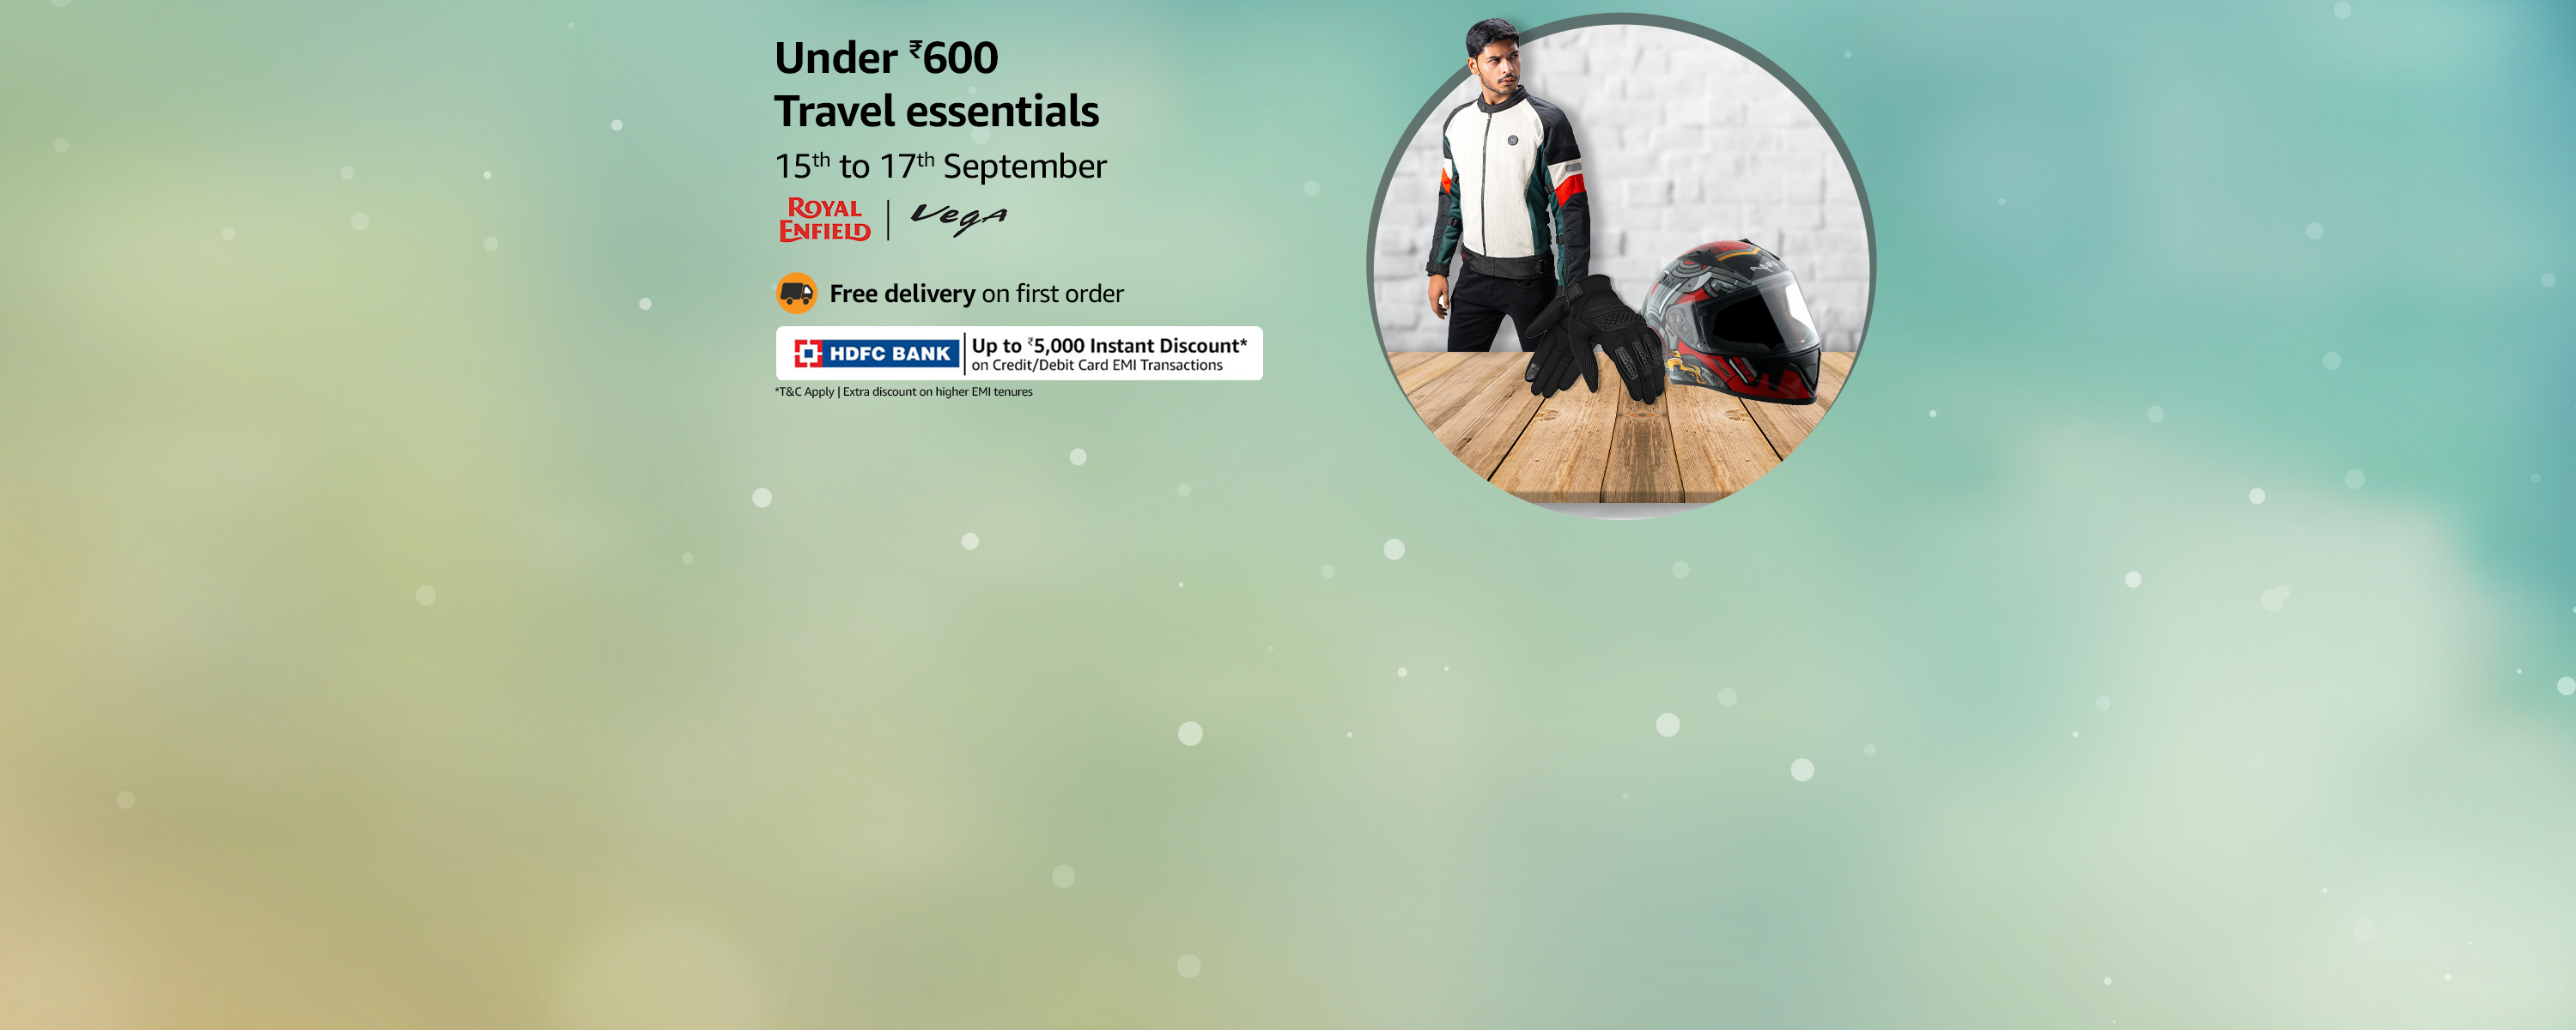 Under ₹600
Travel essentials
15th to 17th September
ROYAL ENFIELD | Vega
Free delivery on first order
HDFC BANK | Up to ₹5,000 Instant Discount*
on Credit/Debit Card EMI Transactions
*T&C Apply | Extra discount on higher EMI tenures